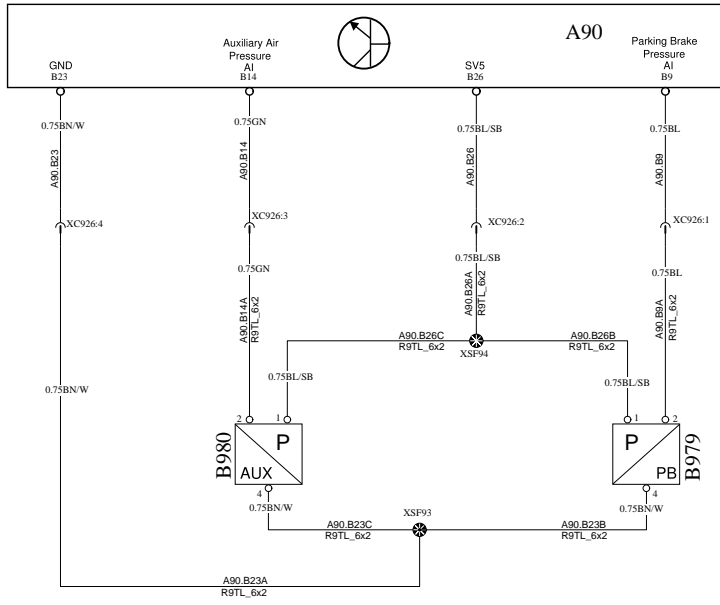 A90
GND
B23
Auxiliary Air
Pressure
AI
B14
SV5
B26
Parking Brake
Pressure
AI
B9
0.75BN/W
0.75GN
0.75BL/SB
0.75BL
A90.B23
A90.B14
A90.B26
A90.B9
XC926:4
XC926:3
XC926:2
XC926:1
0.75GN
0.75BL/SB
0.75BL
A90.B14A
R9TL_6x2
A90.B26A
R9TL_6x2
A90.B9A
R9TL_6x2
A90.B26C
R9TL_6x2
A90.B26B
R9TL_6x2
XSF94
0.75BN/W
0.75BL/SB
0.75BL/SB
2
1
1
2
B980
P
AUX
P
PB
B979
4
4
0.75BN/W
0.75BN/W
XSF93
A90.B23C
R9TL_6x2
A90.B23B
R9TL_6x2
A90.B23A
R9TL_6x2